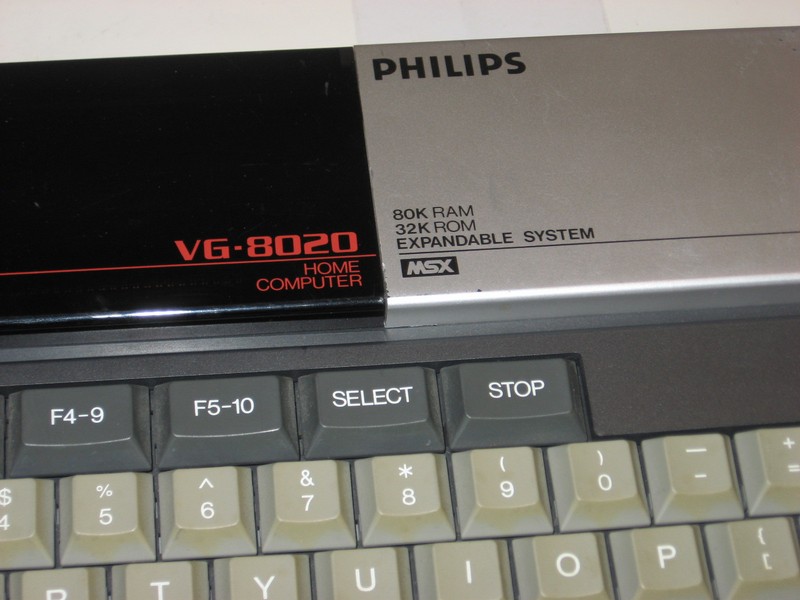 PHILIPS
80K RAM
32K ROM
EXPANDABLE SYSTEM
MSX
VG-8020
HOME
COMPUTER
F4-9 F5-10 SELECT STOP
$ % ^ & * ( ) — +
4 5 6 7 8 9 0 - =
R T Y U I O P {
[